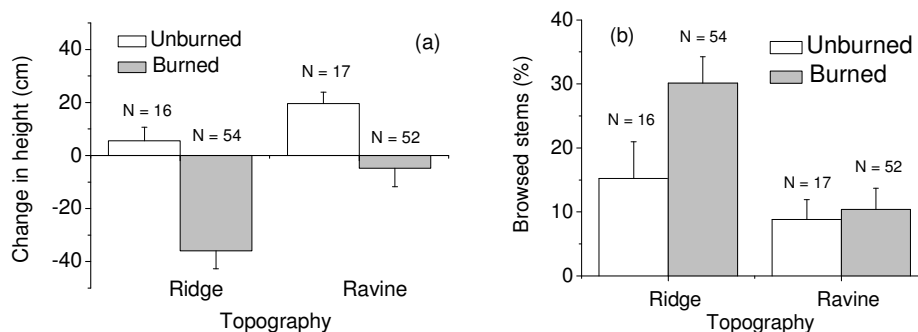 40
20
0
-20
-40
Change in height (cm)
Unburned
Burned
(a)
N = 16
N = 54
N = 17
N = 52
Ridge
Ravine
Topography
40
30
20
10
0
Browsed stems (%)
(b)
Unburned
Burned
N = 16
N = 54
N = 17
N = 52
Ridge
Ravine
Topography